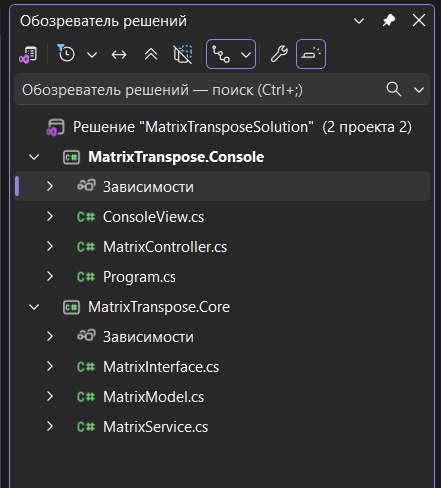 Обозреватель решений
Обозреватель решений — поиск (Ctrl+;)
Решение "MatrixTransposeSolution" (2 проекта 2)
C# MatrixTranspose.Console
Зависимости
C# ConsoleView.cs
C# MatrixController.cs
C# Program.cs
C# MatrixTranspose.Core
Зависимости
C# MatrixInterface.cs
C# MatrixModel.cs
C# MatrixService.cs